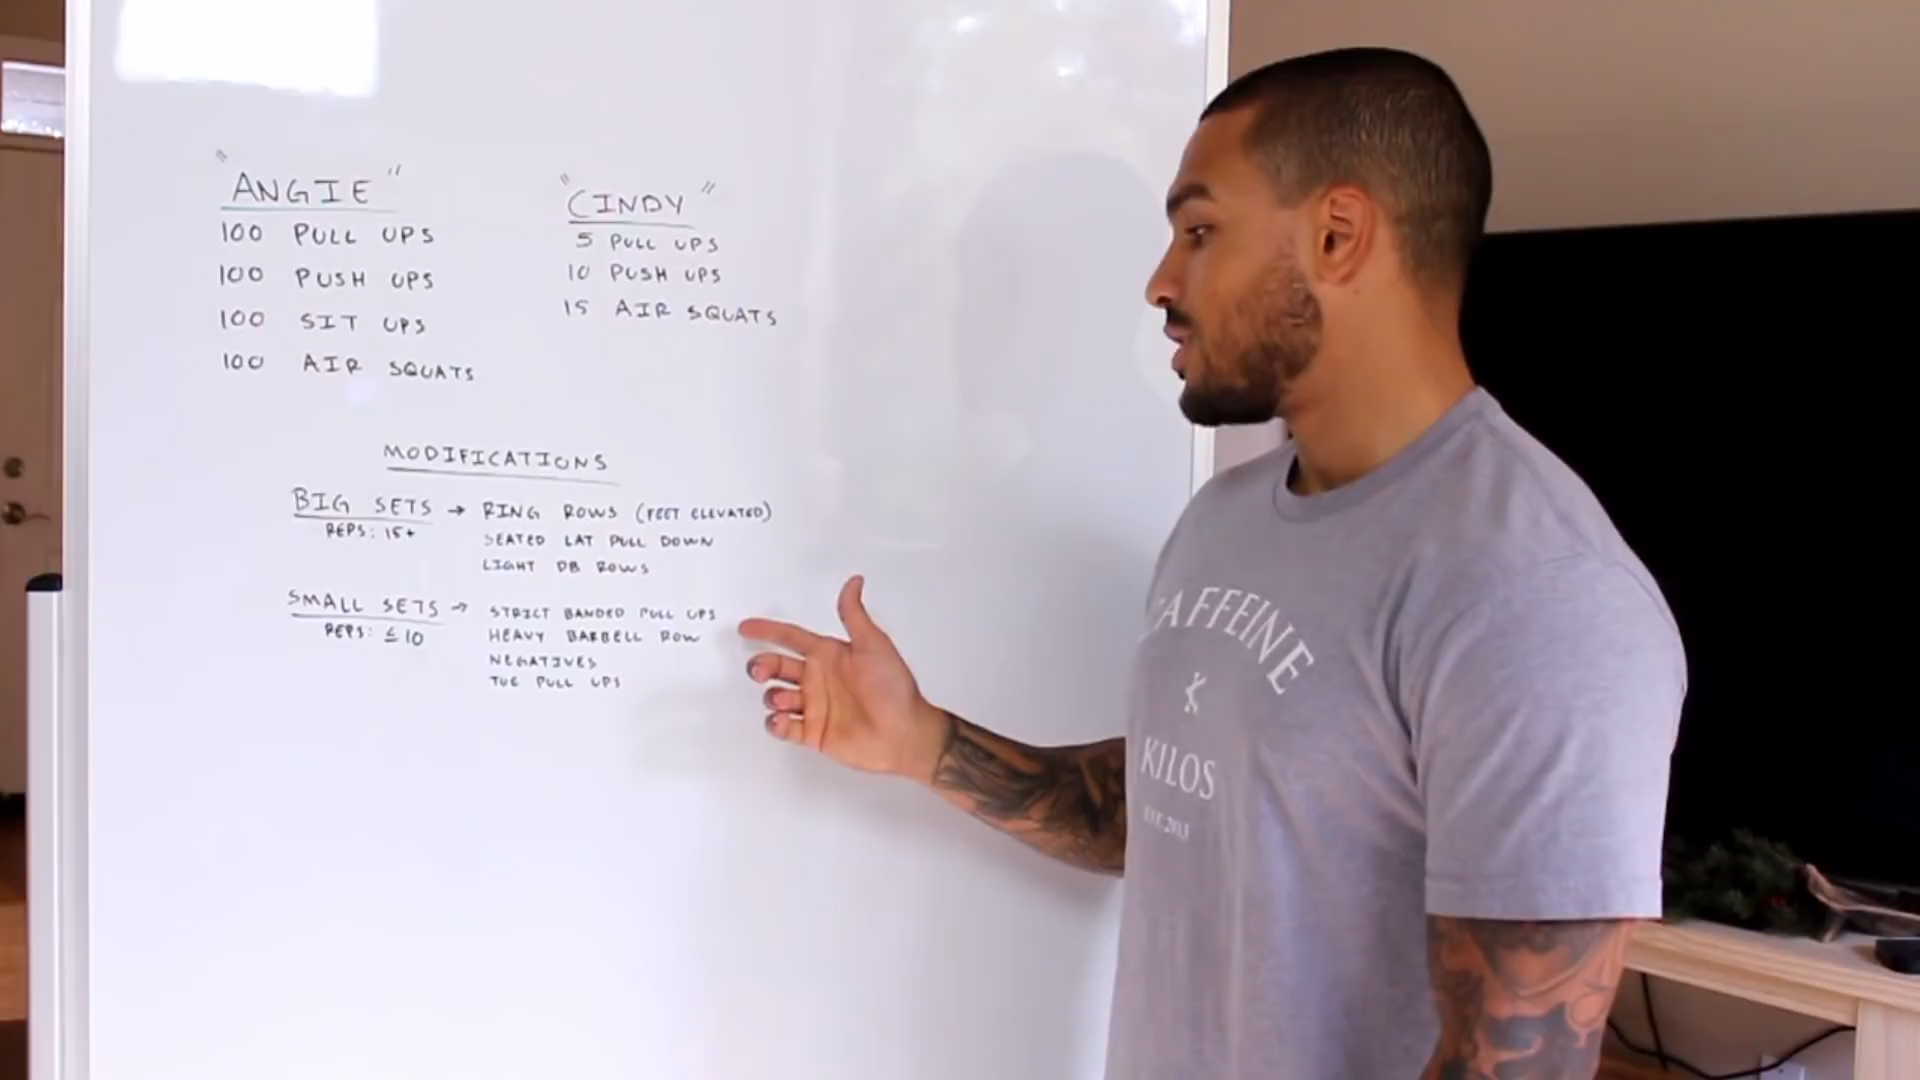 "ANGIE"
100 PULL UPS
100 PUSH UPS
100 SIT UPS
100 AIR SQUATS
"CINDY"
5 PULL UPS
10 PUSH UPS
15 AIR SQUATS
MODIFICATIONS
BIG SETS → RING ROWS (FEET ELEVATED)
REPS: 15+
SEATED LAT PULL DOWN
LIGHT DB ROWS
SMALL SETS → STRICT BANDED PULL UPS
REPS: ≤ 10
HEAVY BARBELL ROW
NEGATIVES
TOE PULL UPS
CAFFEINE
&
KILOS
EST. 2013